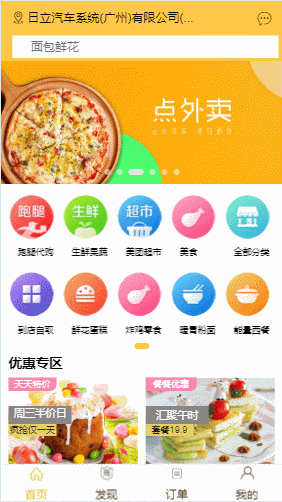 日立汽车系统(广州)有限公司(...
面包鲜花
点外卖
跑腿
生鲜
超市
跑腿代购
生鲜果蔬
美团超市
美食
全部分类
到店自取
鲜花蛋糕
炸鸡零食
暖胃粉面
能量西餐
优惠专区
天天特价
周三半价日
疯抢仅一天
餐餐优惠
汇聚午时
套餐19.9
首页
发现
订单
我的